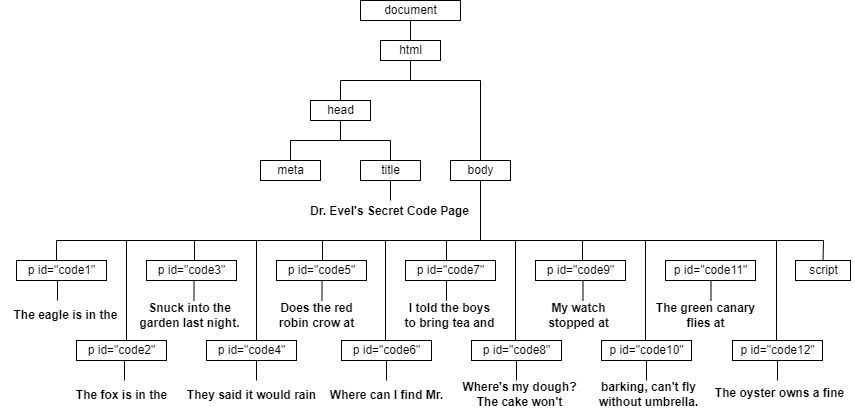 document
html
head
meta
title
body
Dr. Evel's Secret Code Page
p id="code1"
p id="code3"
p id="code5"
p id="code7"
p id="code9"
p id="code11"
script
The eagle is in the
Snuck into the
garden last night.
Does the red
robin crow at
I told the boys
to bring tea and
My watch
stopped at
The green canary
flies at
p id="code2"
p id="code4"
p id="code6"
p id="code8"
p id="code10"
p id="code12"
The fox is in the
They said it would rain
Where can I find Mr.
Where's my dough?
The cake won't
barking, can't fly
without umbrella.
The oyster owns a fine